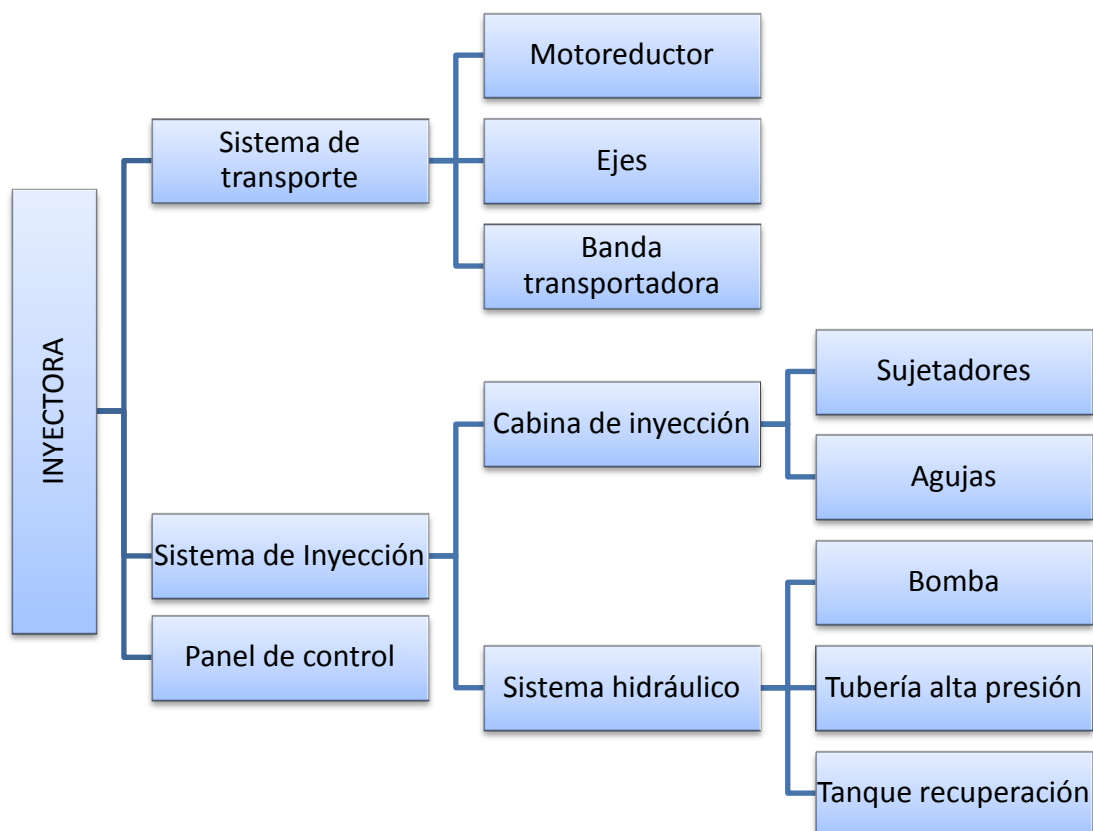 INYECTORA
Sistema de
transporte
Motoreductor
Ejes
Banda
transportadora
Sistema de Inyección
Cabina de inyección
Sujetadores
Agujas
Sistema hidráulico
Bomba
Tubería alta presión
Tanque recuperación
Panel de control